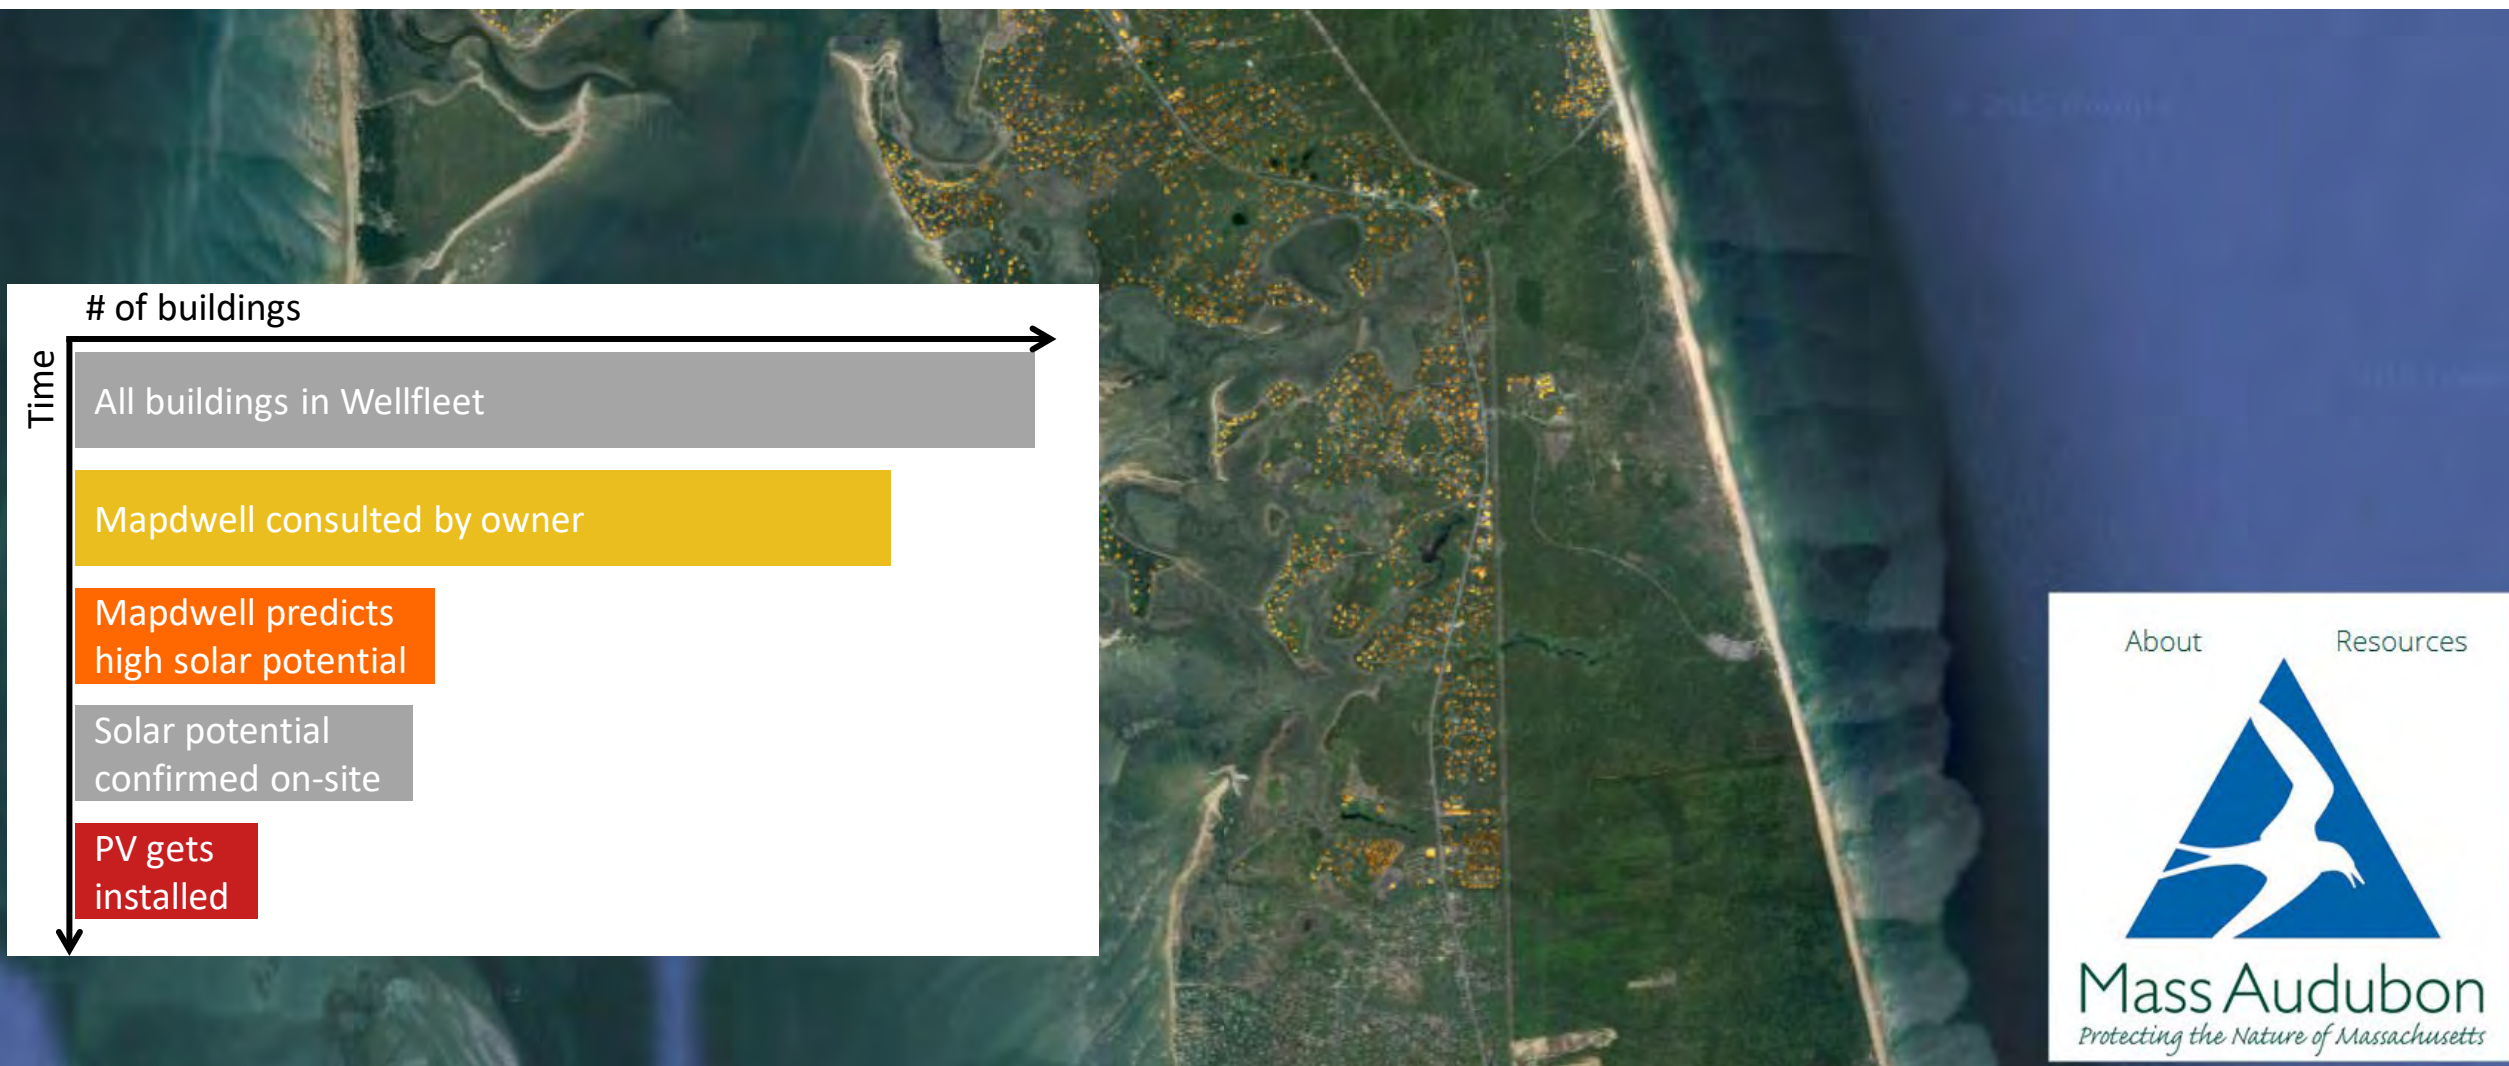 # of buildings
Time
All buildings in Wellfleet
Mapdwell consulted by owner
Mapdwell predicts
high solar potential
Solar potential
confirmed on-site
PV gets
installed
About Resources
Mass Audubon
Protecting the Nature of Massachusetts